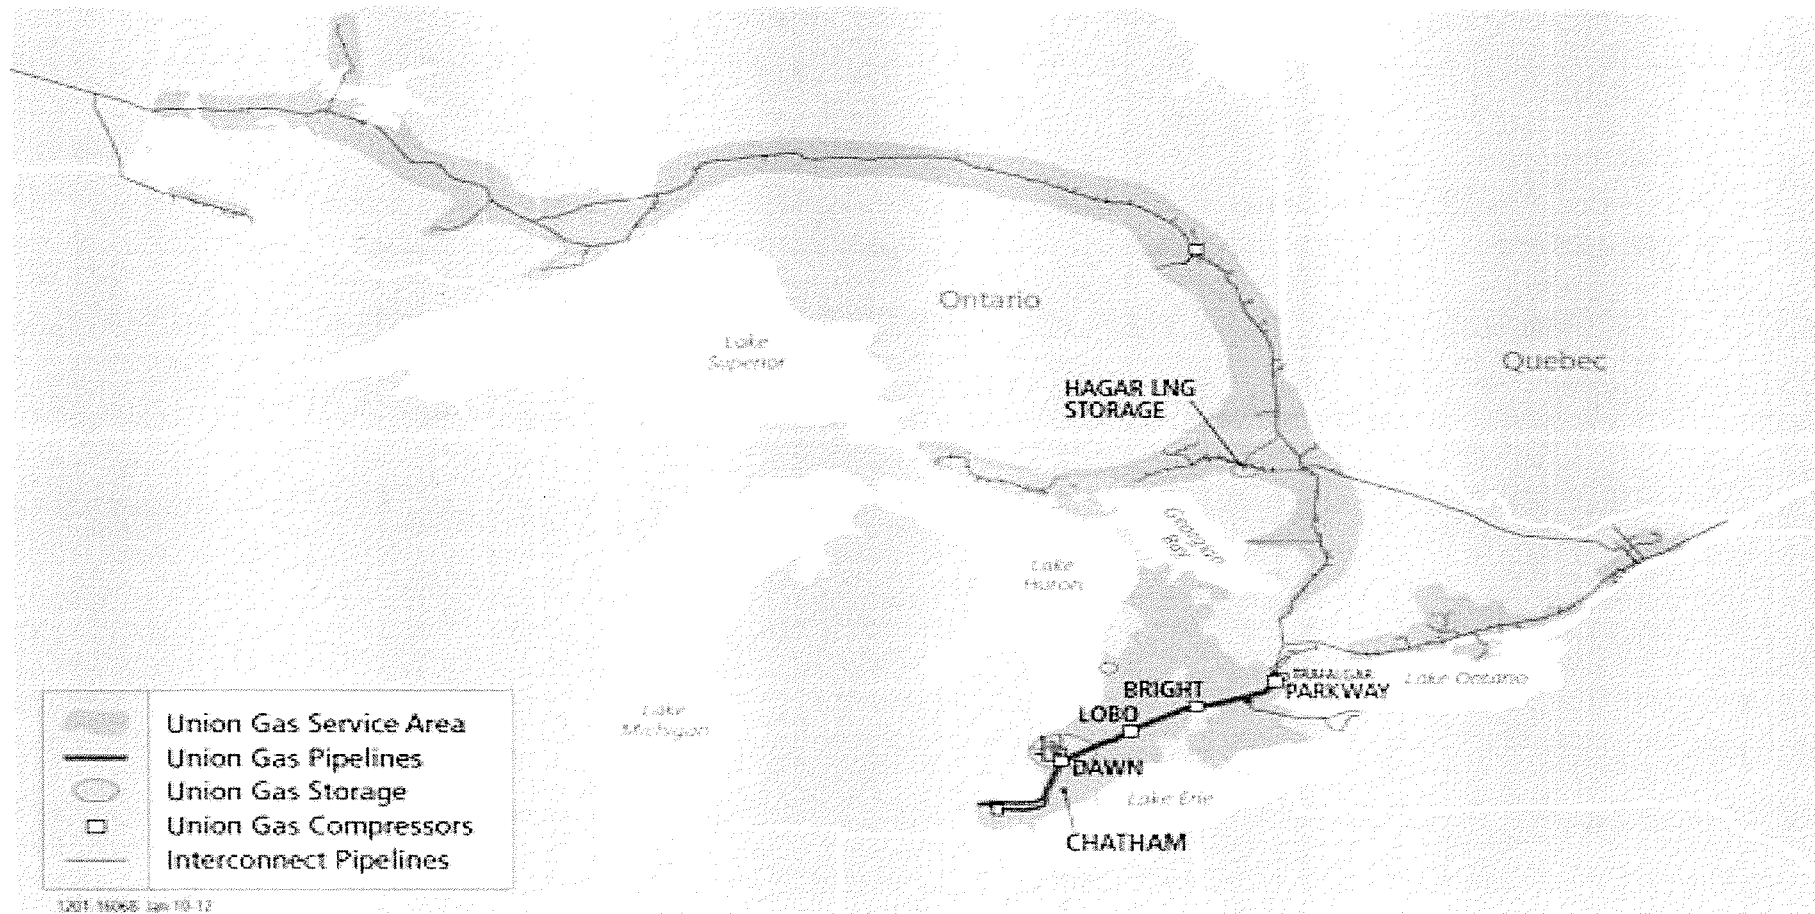 Ontario
Quebec
Lake
Superior
HAGAR LNG
STORAGE
Georgian
Bay
Lake
Huron
BRIGHT
PARKWAY
Lake Ontario
LOBO
Lake
Michigan
DAWN
Lake Erie
CHATHAM
Union Gas Service Area
Union Gas Pipelines
Union Gas Storage
Union Gas Compressors
Interconnect Pipelines